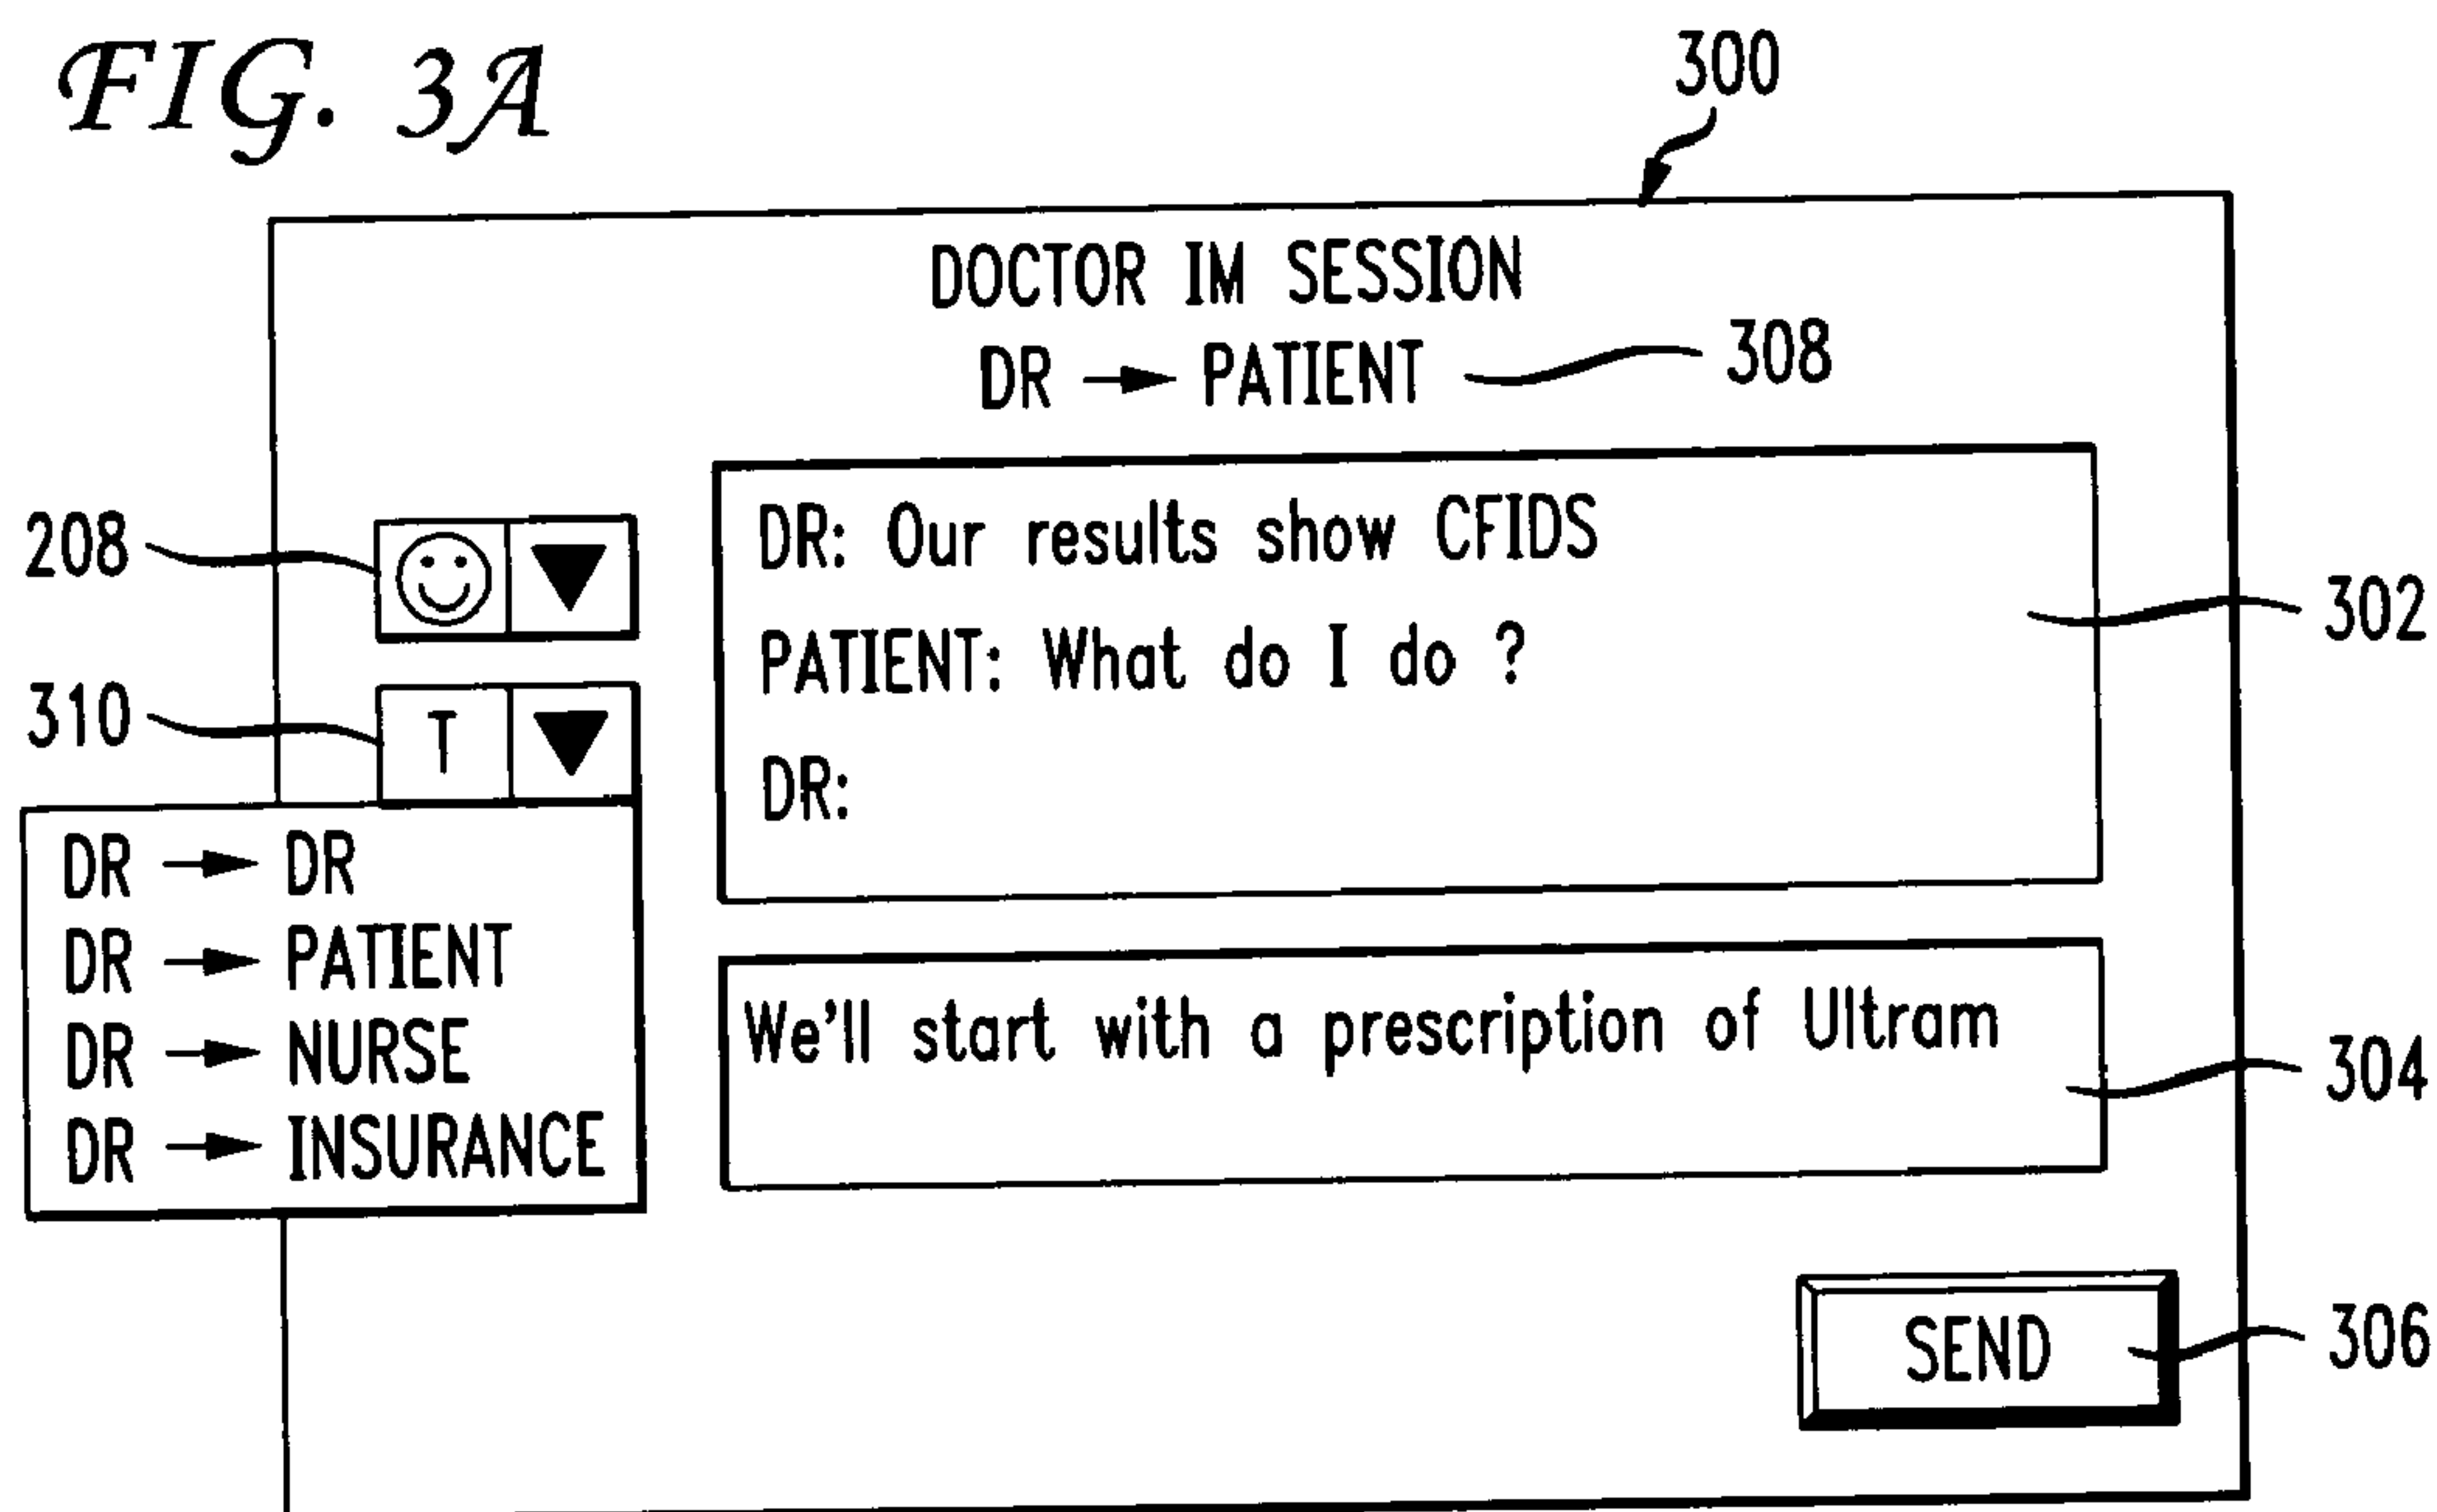 FIG. 3A
300
DOCTOR IM SESSION
DR → PATIENT
308
208
DR: Our results show CFIDS
302
PATIENT: What do I do ?
310
T
DR:
DR → DR
DR → PATIENT
DR → NURSE
DR → INSURANCE
We'll start with a prescription of Ultram
304
SEND
306